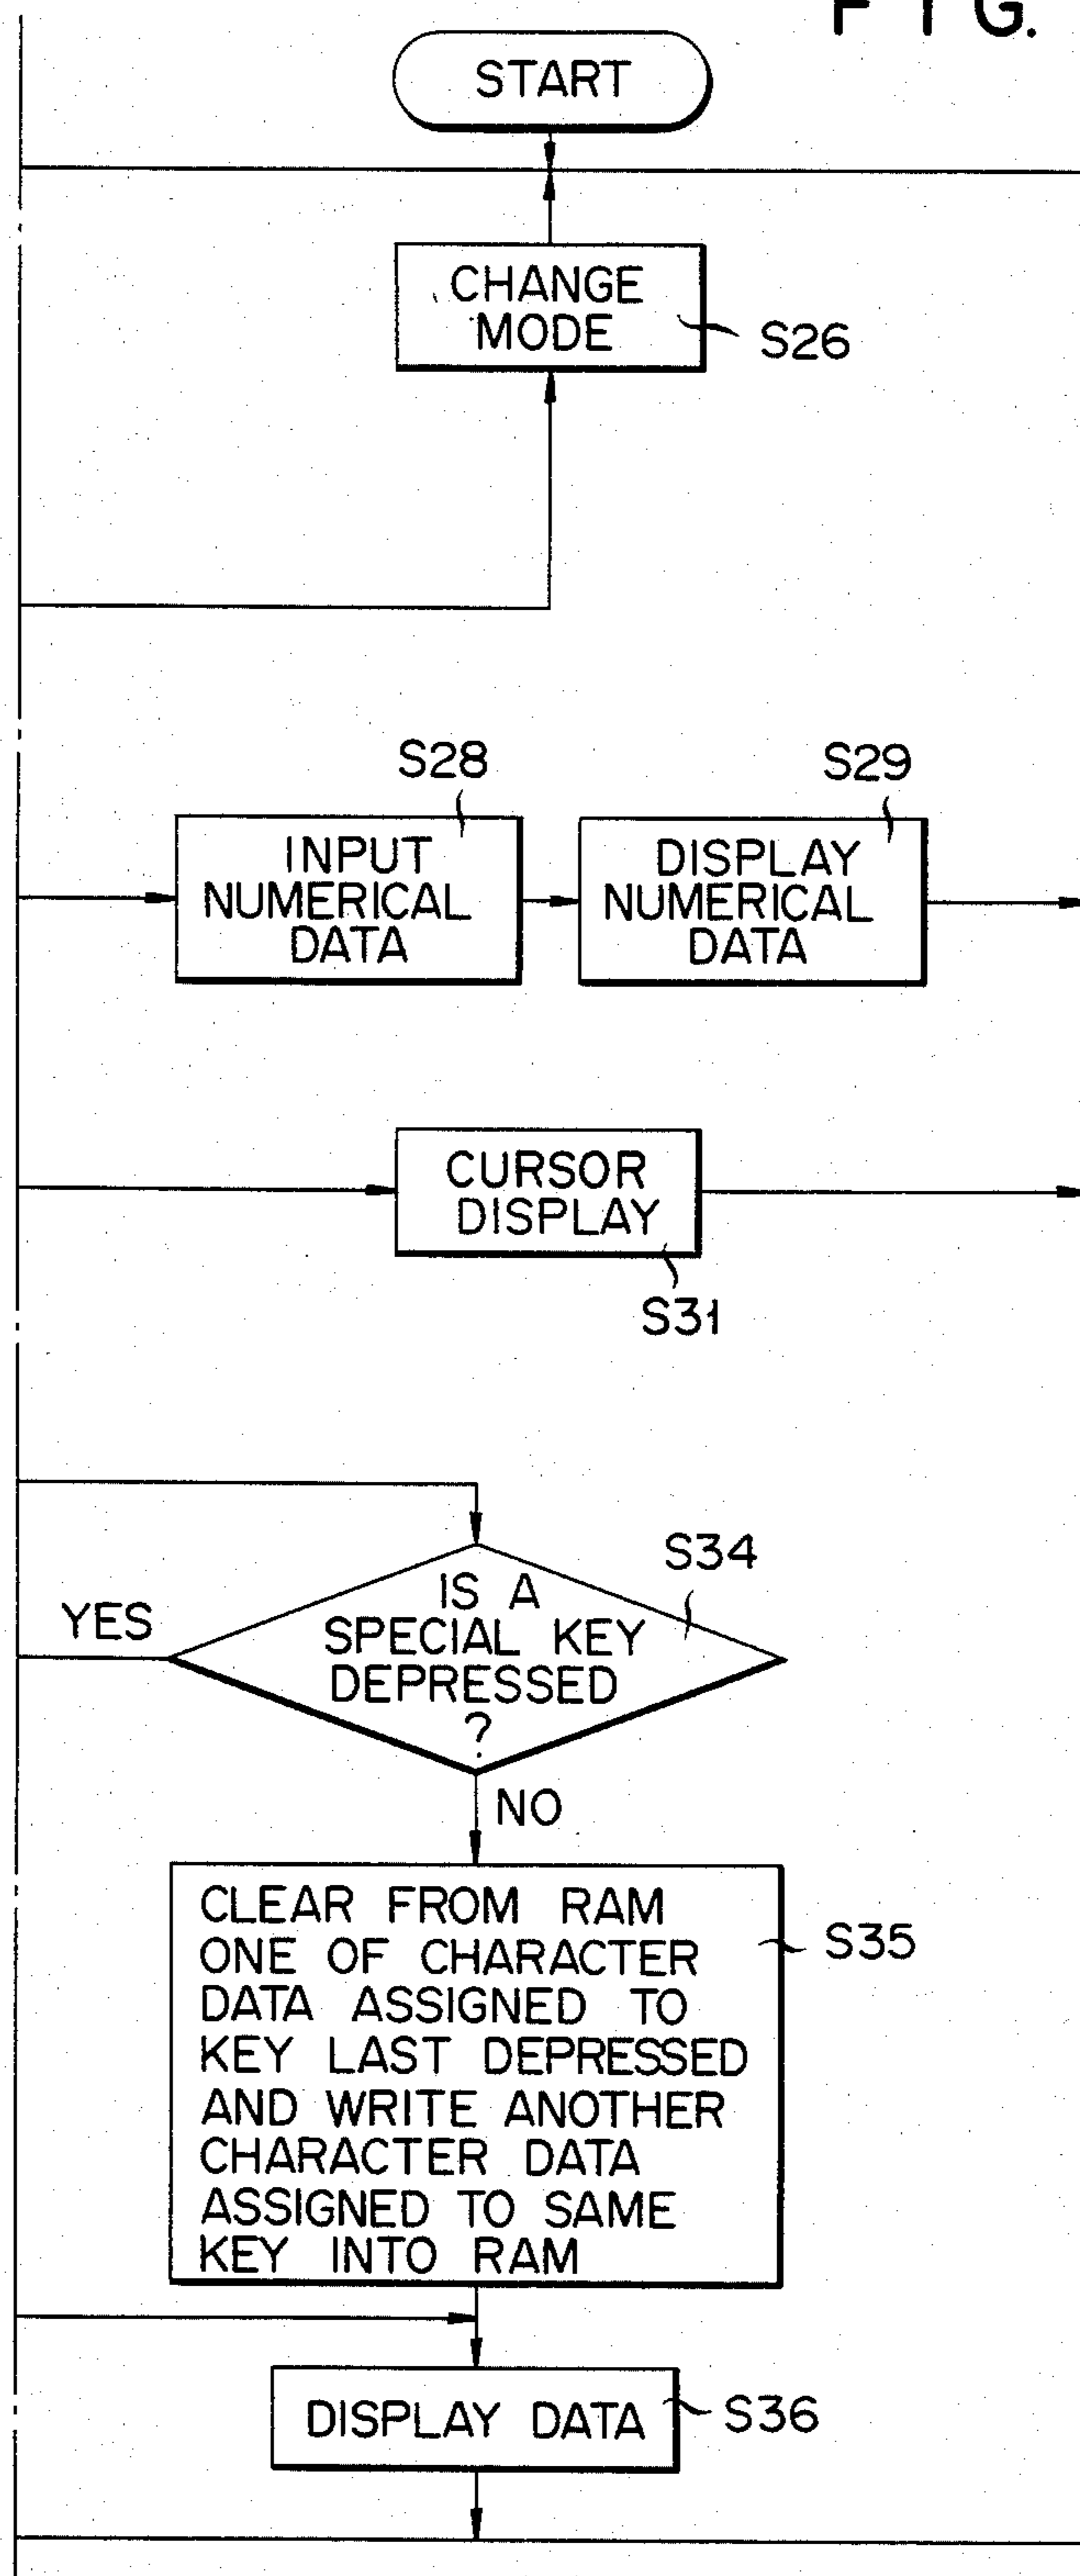 FIG.
START
CHANGE
MODE
S26
S28
S29
INPUT
NUMERICAL
DATA
DISPLAY
NUMERICAL
DATA
CURSOR
DISPLAY
S31
S34
YES
IS A
SPECIAL KEY
DEPRESSED
?
NO
CLEAR FROM RAM
ONE OF CHARACTER
DATA ASSIGNED TO
KEY LAST DEPRESSED
AND WRITE ANOTHER
CHARACTER DATA
ASSIGNED TO SAME
KEY INTO RAM
S35
DISPLAY DATA
S36